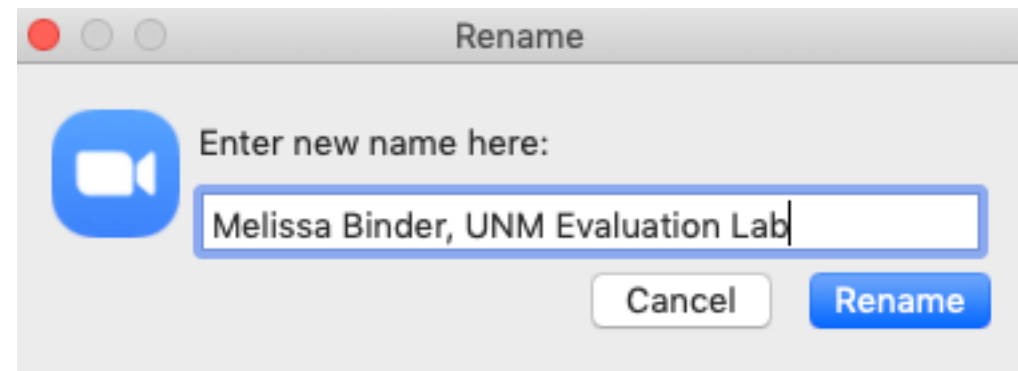 Rename
Enter new name here:
Melissa Binder, UNM Evaluation Lab
Cancel Rename